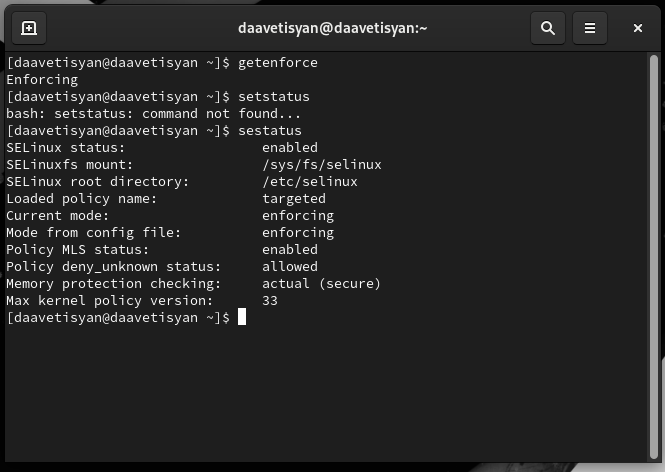 daavetisyan@daavetisyan:~
[daavetisyan@daavetisyan ~]$ getenforce
Enforcing
[daavetisyan@daavetisyan ~]$ setstatus
bash: setstatus: command not found...
[daavetisyan@daavetisyan ~]$ sestatus
SELinux status:                 enabled
SELinuxfs mount:                /sys/fs/selinux
SELinux root directory:         /etc/selinux
Loaded policy name:             targeted
Current mode:                   enforcing
Mode from config file:          enforcing
Policy MLS status:              enabled
Policy deny_unknown status:     allowed
Memory protection checking:     actual (secure)
Max kernel policy version:      33
[daavetisyan@daavetisyan ~]$